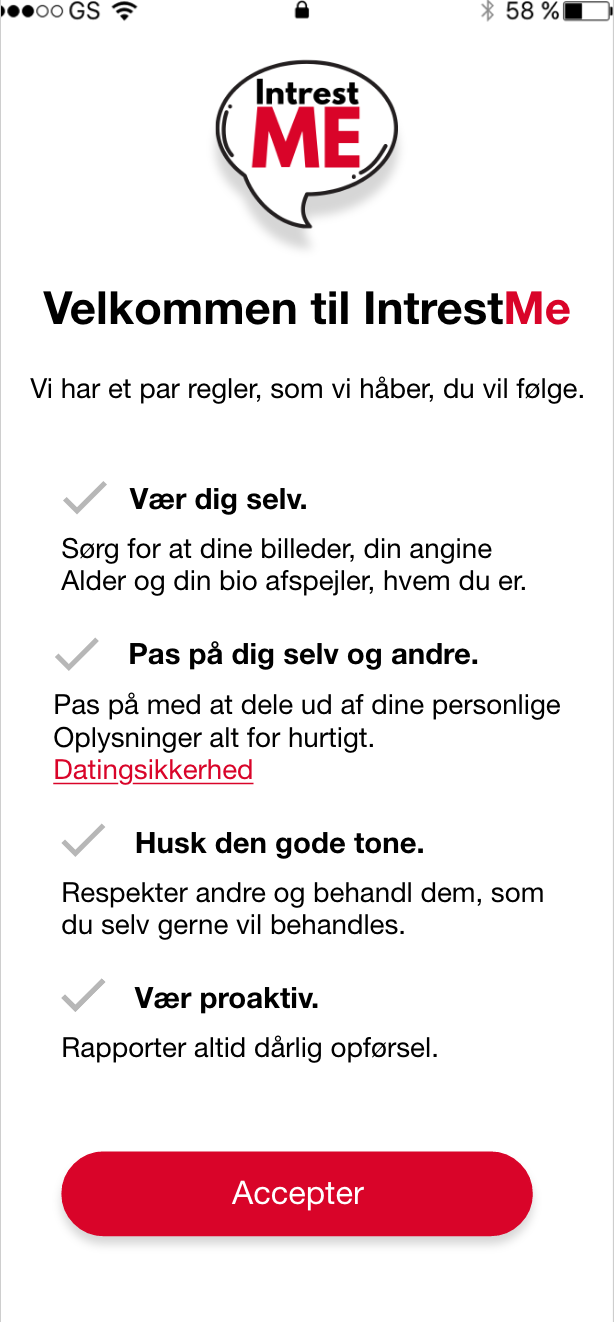 GS
58 %
Intrest
ME
Velkommen til IntrestMe
Vi har et par regler, som vi håber, du vil følge.
Vær dig selv.
Sørg for at dine billeder, din angine
Alder og din bio afspejler, hvem du er.
Pas på dig selv og andre.
Pas på med at dele ud af dine personlige
Oplysninger alt for hurtigt.
Datingsikkerhed
Husk den gode tone.
Respekter andre og behandl dem, som
du selv gerne vil behandles.
Vær proaktiv.
Rapporter altid dårlig opførsel.
Accepter